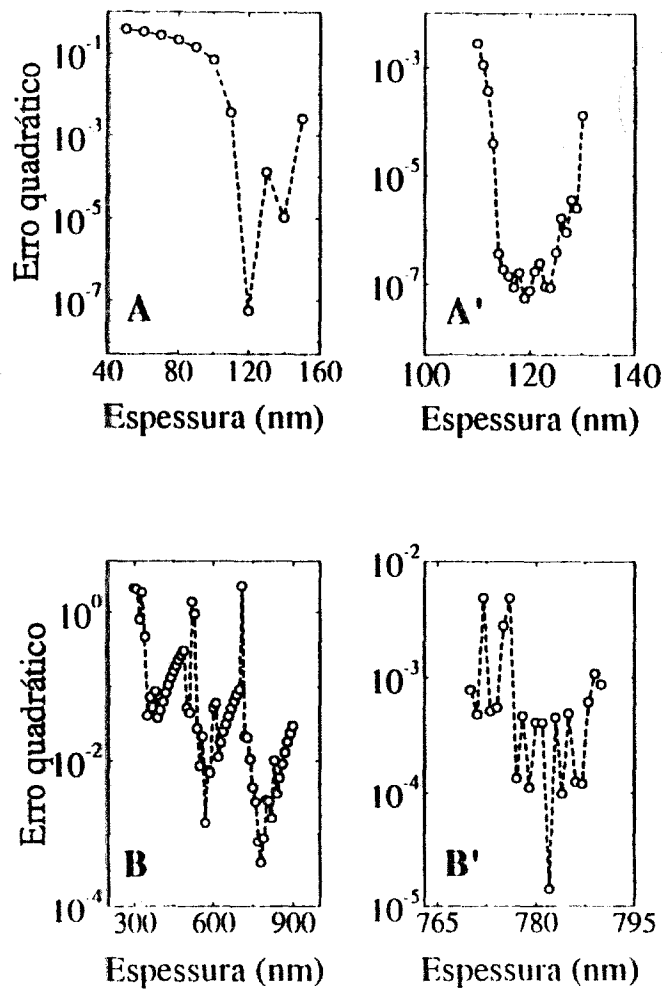 Erro quadrático
10⁻¹
10⁻³
10⁻⁵
10⁻⁷
A
40 80 120 160
Espessura (nm)
10⁻³
10⁻⁵
10⁻⁷
A'
100 120 140
Espessura (nm)
Erro quadrático
10⁰
10⁻²
10⁻⁴
B
300 600 900
Espessura (nm)
10⁻²
10⁻³
10⁻⁴
10⁻⁵
B'
765 780 795
Espessura (nm)